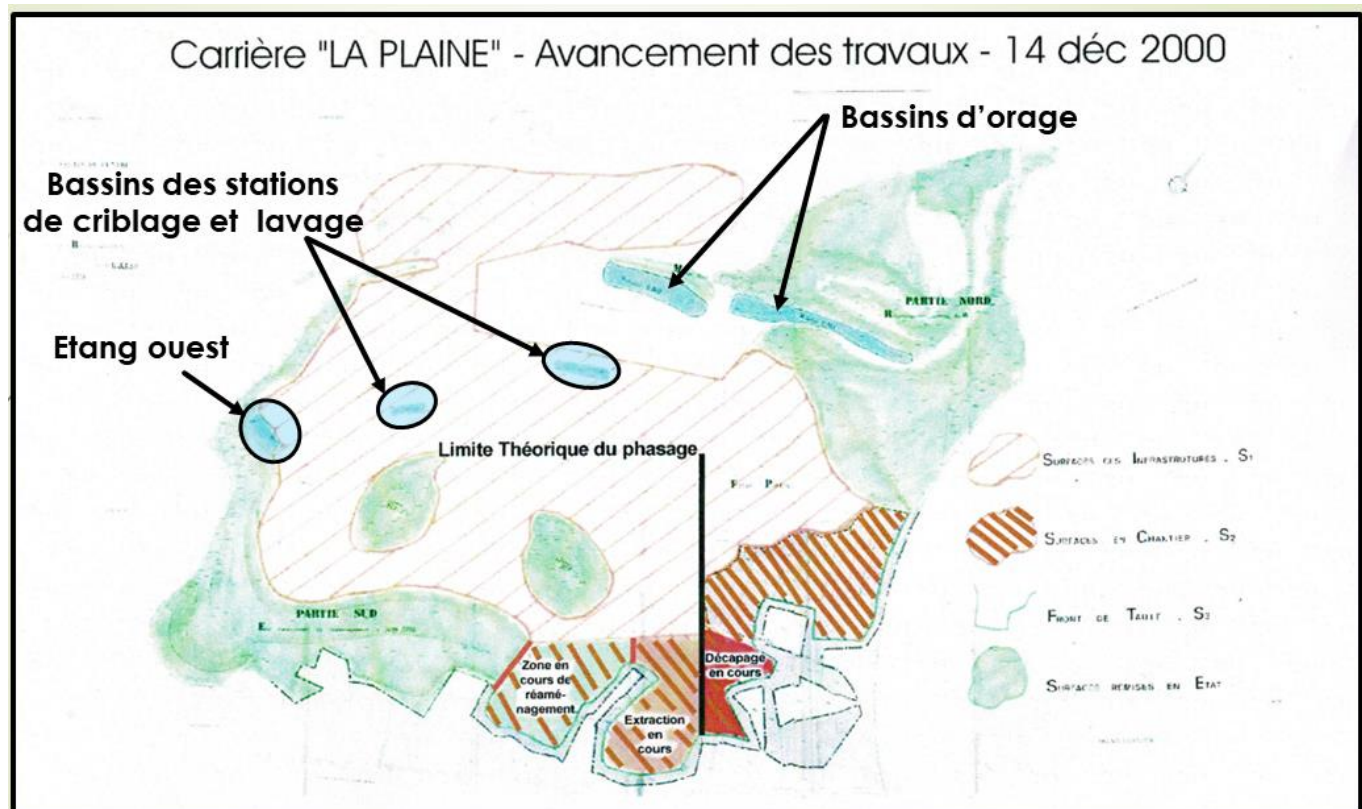 Carrière "LA PLAINE" - Avancement des travaux - 14 déc 2000
Bassins d'orage
Bassins des stations
de criblage et lavage
PARTIE NORD
Etang ouest
Limite Théorique du phasage
SURFACES DES INFRASTRUTURES . S1
SURFACES EN CHANTIER . S2
PARTIE SUD
FRONT DE TAULT . S3
Zone en
cours de
réamé-
nagement
Décapage
en cours
Extraction
en
cours
SURFACES REMISES EN ETAT